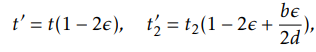 t′ = t(1 − 2ϵ), t′₂ = t₂(1 − 2ϵ + bϵ/2d),